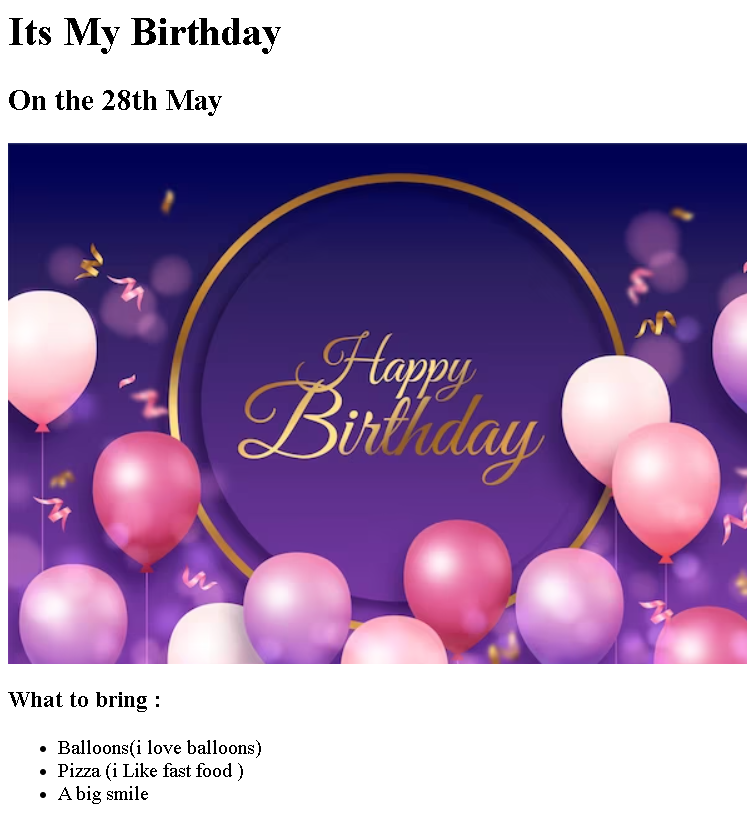 Its My Birthday
On the 28th May
Happy
Birthday
What to bring :
Balloons(i love balloons)
Pizza (i Like fast food )
A big smile